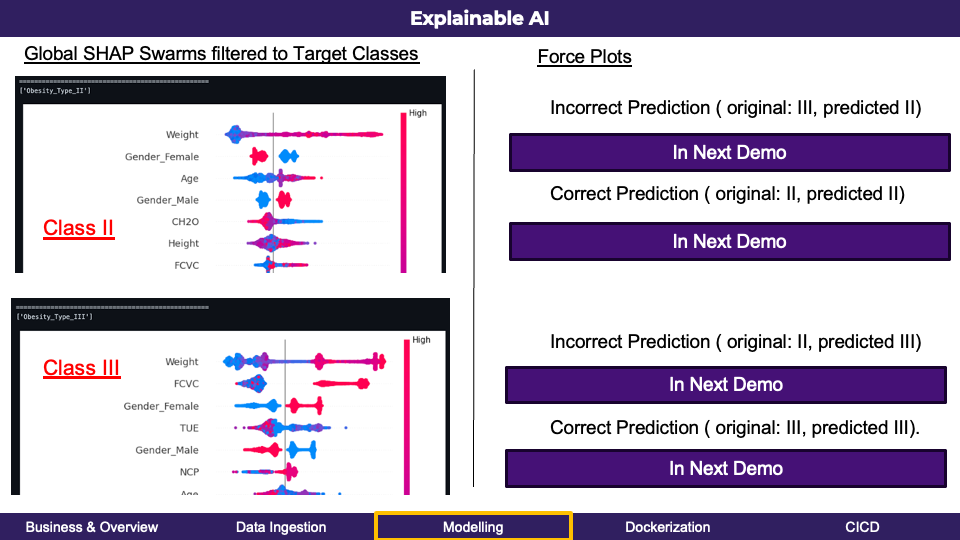 Explainable AI
Global SHAP Swarms filtered to Target Classes
==================================================
['Obesity_Type_II']
High
Weight
Gender_Female
Age
Gender_Male
CH2O
Height
FCVC
Class II
==================================================
['Obesity_Type_III']
High
Class III
Weight
FCVC
Gender_Female
TUE
Gender_Male
NCP
Age
Force Plots
Incorrect Prediction ( original: III, predicted II)
In Next Demo
Correct Prediction ( original: II, predicted II)
In Next Demo
Incorrect Prediction ( original: II, predicted III)
In Next Demo
Correct Prediction ( original: III, predicted III).
In Next Demo
Business & Overview
Data Ingestion
Modelling
Dockerization
CICD